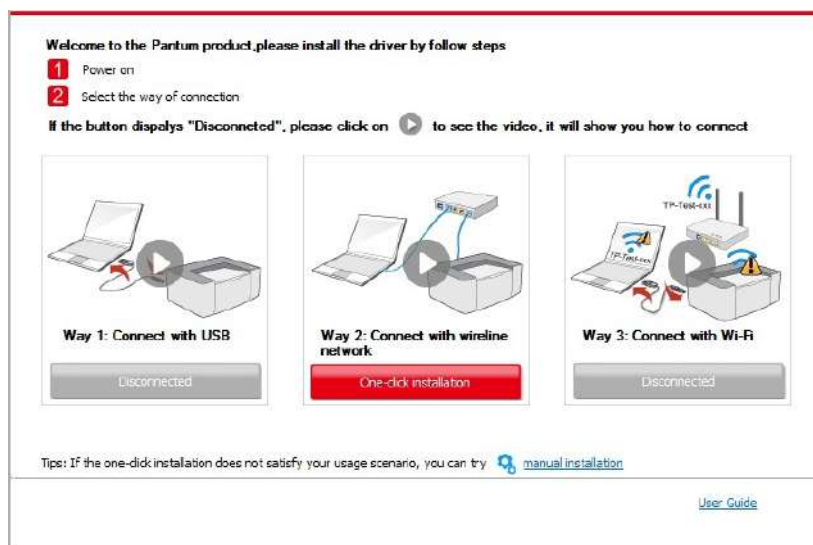 Welcome to the Pantum product,please install the driver by follow steps
1 Power on
2 Select the way of connection
If the button dispalys "Disconneted", please click on to see the video, it will show you how to connect
TP-Test-xxx
TP-Test-xxx
Way 1: Connect with USB
Disconnected
Way 2: Connect with wireline
network
One-click installation
Way 3: Connect with Wi-Fi
Disconnected
Tips: If the one-click installation does not satisfy your usage scenario, you can try manual installation
User Guide